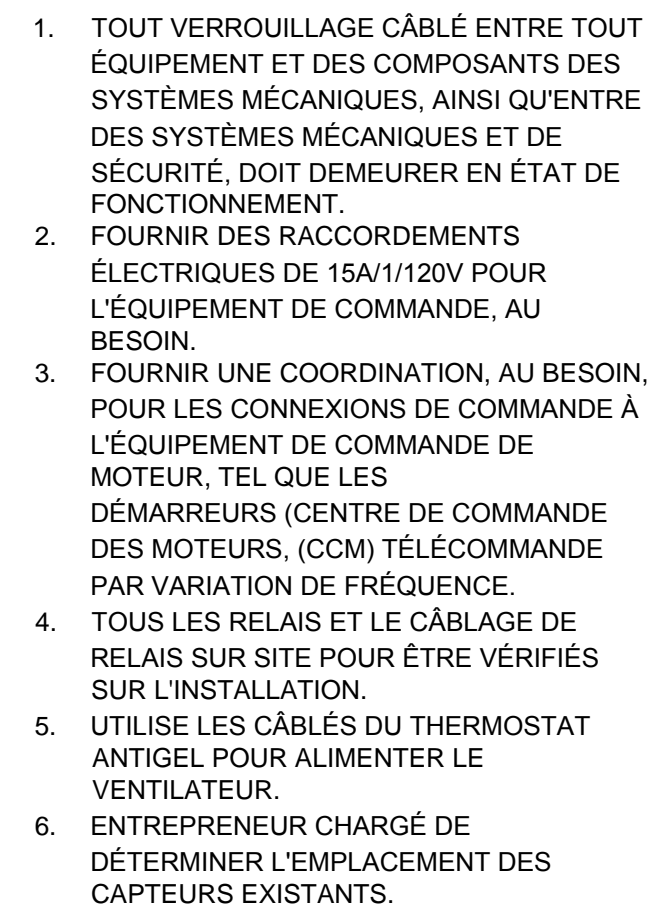 1. TOUT VERROUILLAGE CÂBLÉ ENTRE TOUT
ÉQUIPEMENT ET DES COMPOSANTS DES
SYSTÈMES MÉCANIQUES, AINSI QU'ENTRE
DES SYSTÈMES MÉCANIQUES ET DE
SÉCURITÉ, DOIT DEMEURER EN ÉTAT DE
FONCTIONNEMENT.
2. FOURNIR DES RACCORDEMENTS
ÉLECTRIQUES DE 15A/1/120V POUR
L'ÉQUIPEMENT DE COMMANDE, AU
BESOIN.
3. FOURNIR UNE COORDINATION, AU BESOIN,
POUR LES CONNEXIONS DE COMMANDE À
L'ÉQUIPEMENT DE COMMANDE DE
MOTEUR, TEL QUE LES
DÉMARREURS (CENTRE DE COMMANDE
DES MOTEURS, (CCM) TÉLÉCOMMANDE
PAR VARIATION DE FRÉQUENCE.
4. TOUS LES RELAIS ET LE CÂBLAGE DE
RELAIS SUR SITE POUR ÊTRE VÉRIFIÉS
SUR L'INSTALLATION.
5. UTILISE LES CÂBLÉS DU THERMOSTAT
ANTIGEL POUR ALIMENTER LE
VENTILATEUR.
6. ENTREPRENEUR CHARGÉ DE
DÉTERMINER L'EMPLACEMENT DES
CAPTEURS EXISTANTS.